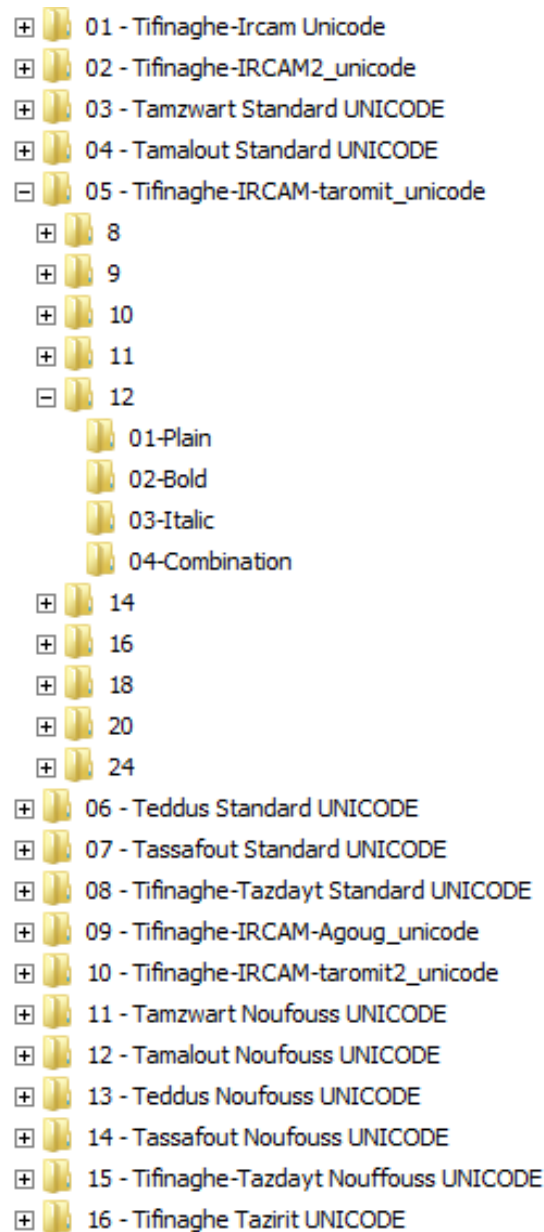 01 - Tifinaghe-Ircam Unicode
02 - Tifinaghe-IRCAM2_unicode
03 - Tamzwart Standard UNICODE
04 - Tamalout Standard UNICODE
05 - Tifinaghe-IRCAM-taromit_unicode
8
9
10
11
12
01-Plain
02-Bold
03-Italic
04-Combination
14
16
18
20
24
06 - Teddus Standard UNICODE
07 - Tassafout Standard UNICODE
08 - Tifinaghe-Tazdayt Standard UNICODE
09 - Tifinaghe-IRCAM-Agoug_unicode
10 - Tifinaghe-IRCAM-taromit2_unicode
11 - Tamzwart Noufouss UNICODE
12 - Tamalout Noufouss UNICODE
13 - Teddus Noufouss UNICODE
14 - Tassafout Noufouss UNICODE
15 - Tifinaghe-Tazdayt Nouffouss UNICODE
16 - Tifinaghe Tazirit UNICODE